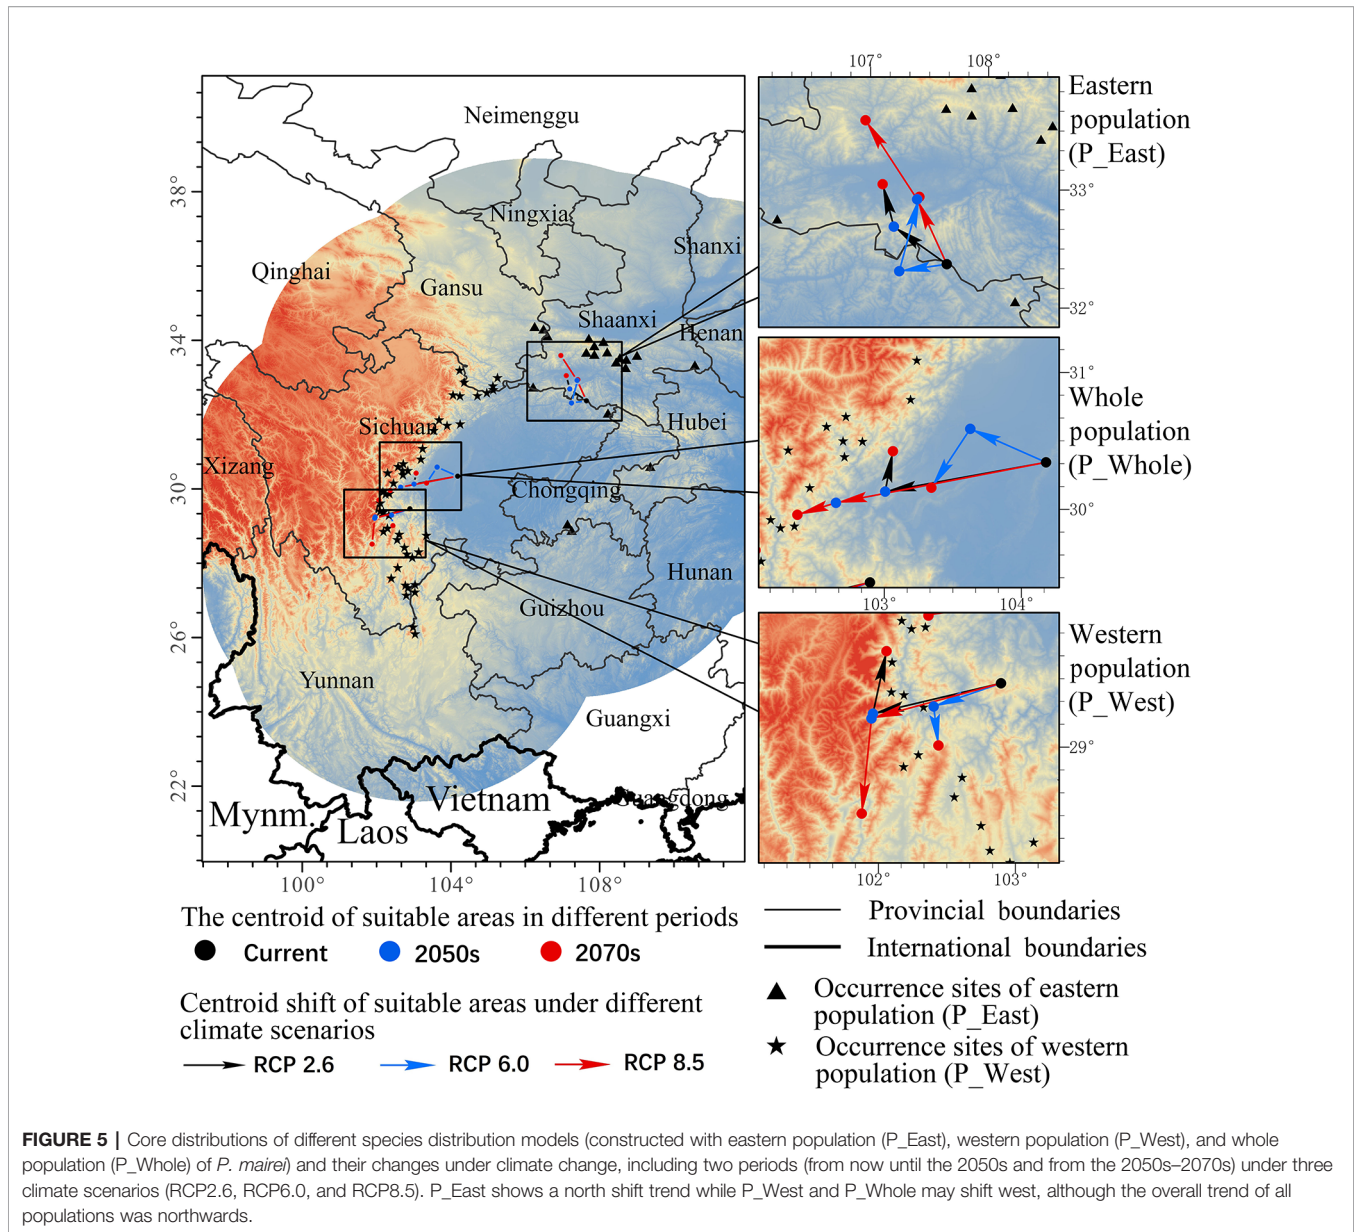 107°
108°
Eastern
population
(P_East)
33°
32°
Neimenggu
38°
Ningxia
Shanxi
Qinghai
Gansu
Shaanxi
Henan
34°
Sichuan
Hubei
Xizang
30°
Chongqing
Hunan
Guizhou
26°
Yunnan
Guangxi
22°
Guangdong
Vietnam
Mynm.
Laos
100°
104°
108°
31°
Whole
population
(P_Whole)
30°
103°
104°
Western
population
(P_West)
29°
102°
103°
The centroid of suitable areas in different periods
Current
2050s
2070s
Centroid shift of suitable areas under different
climate scenarios
RCP 2.6
RCP 6.0
RCP 8.5
Provincial boundaries
International boundaries
Occurrence sites of eastern
population (P_East)
Occurrence sites of western
population (P_West)
FIGURE 5 | Core distributions of different species distribution models (constructed with eastern population (P_East), western population (P_West), and whole
population (P_Whole) of P. mairei) and their changes under climate change, including two periods (from now until the 2050s and from the 2050s–2070s) under three
climate scenarios (RCP2.6, RCP6.0, and RCP8.5). P_East shows a north shift trend while P_West and P_Whole may shift west, although the overall trend of all
populations was northwards.